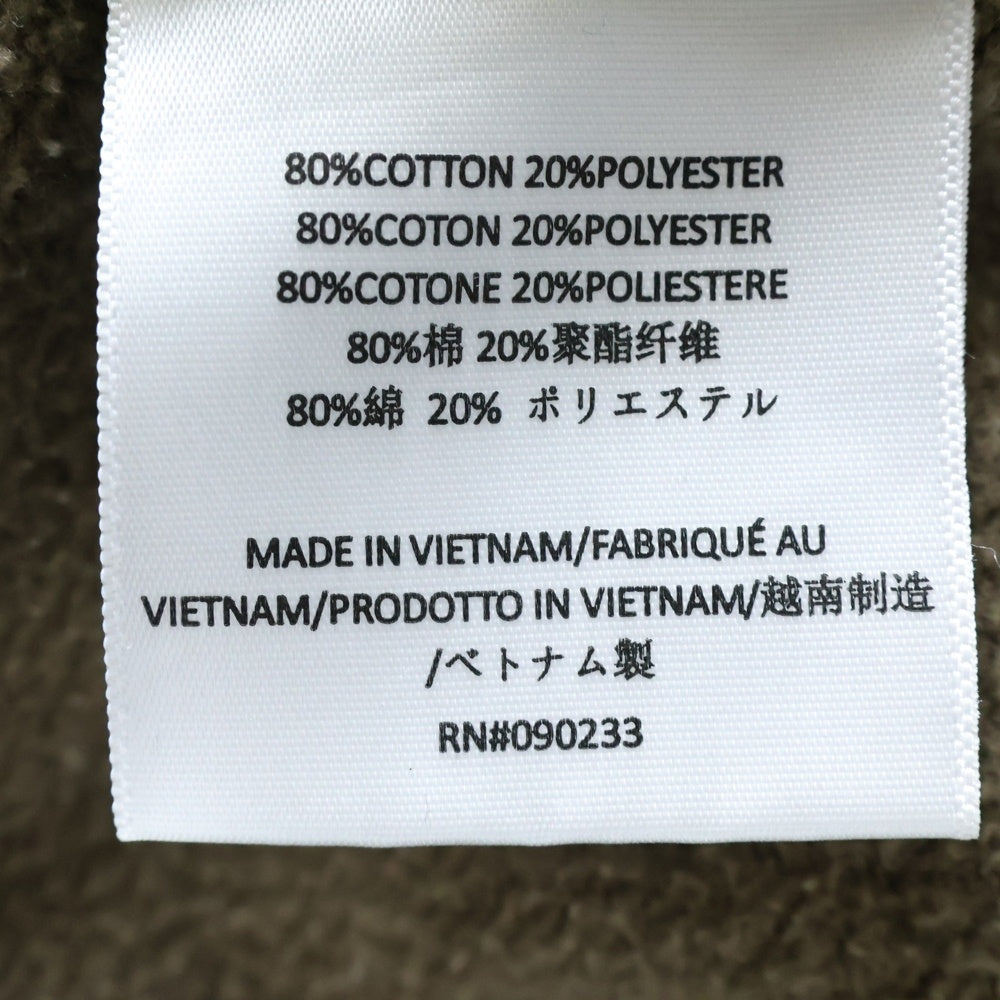 80%COTTON 20%POLYESTER
80%COTON 20%POLYESTER
80%COTONE 20%POLIESTERE
80%棉 20%聚酯纤维
80%綿 20% ポリエステル
MADE IN VIETNAM/FABRIQUÉ AU
VIETNAM/PRODOTTO IN VIETNAM/越南制造
/ベトナム製
RN#090233